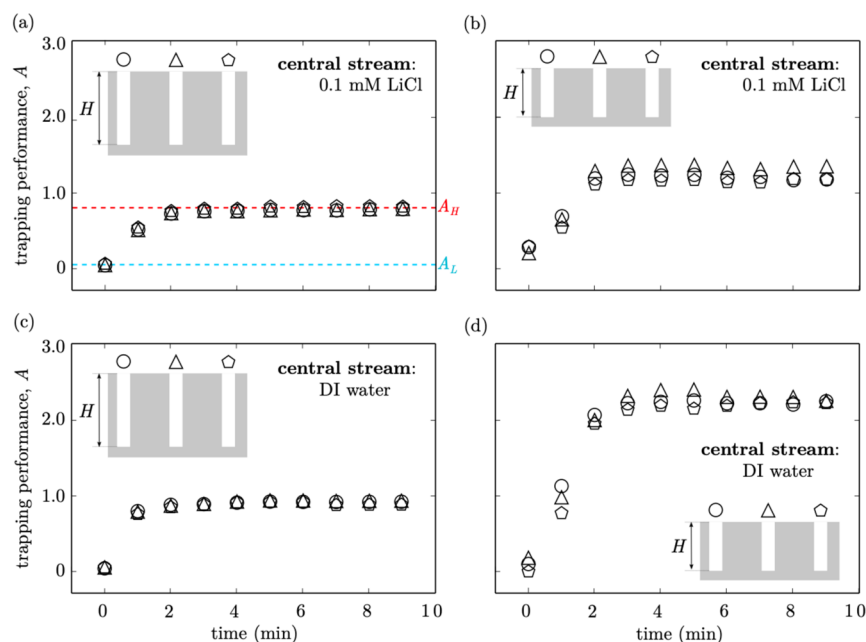 (a)
3.0
2.0
1.0
0
trapping performance, A
H
central stream:
0.1 mM LiCl
A_H
A_L
(b)
H
central stream:
0.1 mM LiCl
(c)
3.0
2.0
1.0
0
trapping performance, A
H
central stream:
DI water
0 2 4 6 8 10
time (min)
(d)
central stream:
DI water
H
0 2 4 6 8 10
time (min)